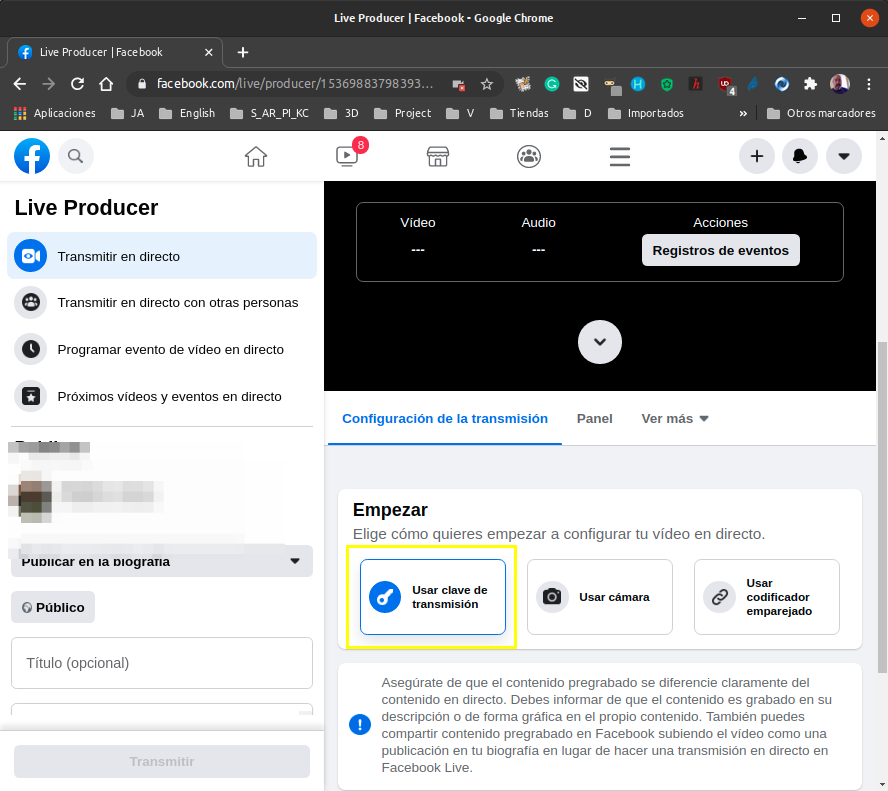 Live Producer | Facebook - Google Chrome
Live Producer | Facebook
facebook.com/live/producer/15369883798393...
4
Aplicaciones JA English S_AR_PI_KC 3D Project V Tiendas D Importados » Otros marcadores
8
Live Producer
Transmitir en directo
Transmitir en directo con otras personas
Programar evento de vídeo en directo
Próximos vídeos y eventos en directo
Publicar en la biografía
Público
Título (opcional)
Transmitir
Vídeo Audio Acciones
--- --- Registros de eventos
Configuración de la transmisión Panel Ver más
Empezar
Elige cómo quieres empezar a configurar tu vídeo en directo.
Usar clave de
transmisión
Usar cámara
Usar
codificador
emparejado
Asegúrate de que el contenido pregrabado se diferencie claramente del
contenido en directo. Debes informar de que el contenido es grabado en su
descripción o de forma gráfica en el propio contenido. También puedes
compartir contenido pregrabado en Facebook subiendo el vídeo como una
publicación en tu biografía en lugar de hacer una transmisión en directo en
Facebook Live.